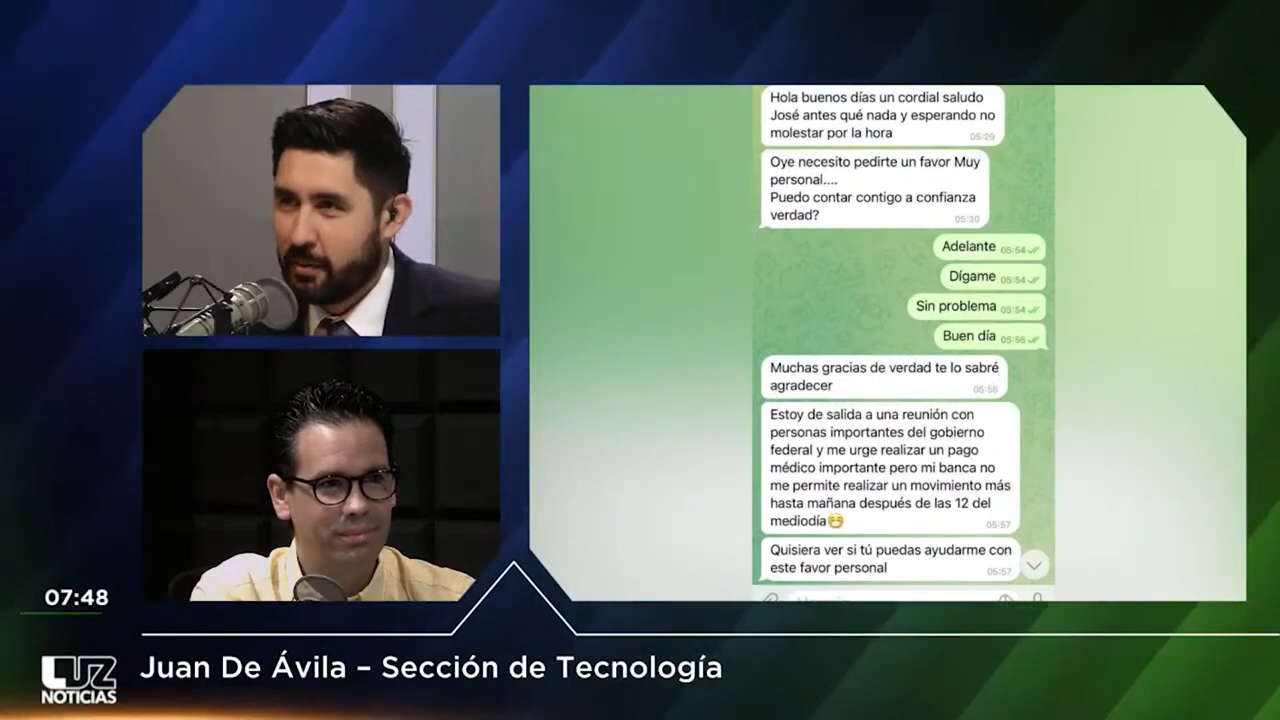 Hola buenos días un cordial saludo
José antes qué nada y esperando no
molestar por la hora
05:29
Oye necesito pedirte un favor Muy
personal....
Puedo contar contigo a confianza
verdad?
05:30
Adelante 05:54
Dígame 05:54
Sin problema 05:54
Buen día 05:55
Muchas gracias de verdad te lo sabré
agradecer
05:55
Estoy de salida a una reunión con
personas importantes del gobierno
federal y me urge realizar un pago
médico importante pero mi banca no
me permite realizar un movimiento más
hasta mañana después de las 12 del
mediodía😷
05:57
Quisiera ver si tú puedas ayudarme con
este favor personal
05:57
07:48
LUZ
NOTICIAS
Juan De Ávila – Sección de Tecnología